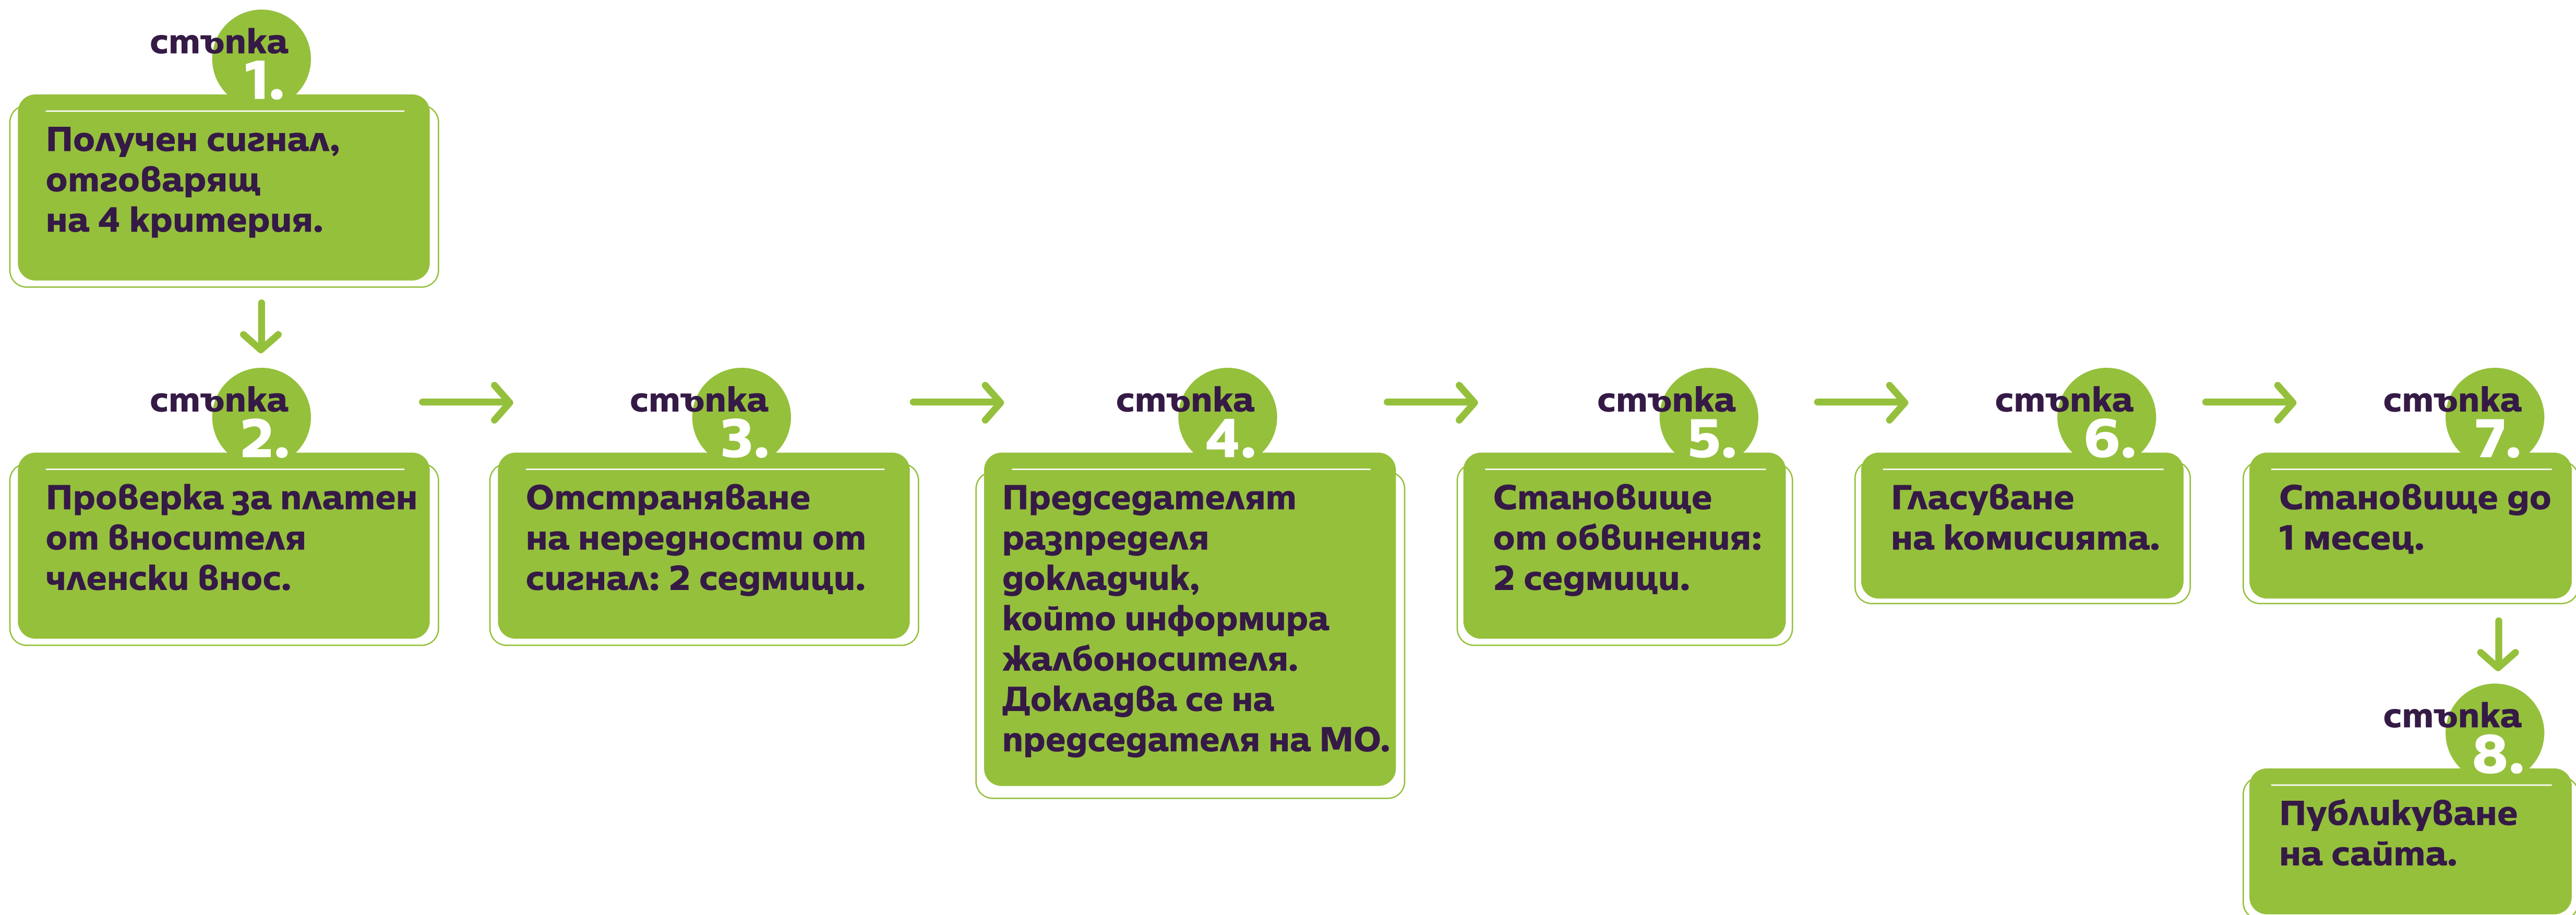 стъпка
1.
Получен сигнал,
отговарящ
на 4 критерия.
стъпка
2.
Проверка за платен
от вносителя
членски внос.
стъпка
3.
Отстраняване
на нередности от
сигнал: 2 седмици.
стъпка
4.
Председателят
разпределя
докладчик,
който информира
жалбоносителя.
Докладва се на
председателя на МО.
стъпка
5.
Становище
от обвинения:
2 седмици.
стъпка
6.
Гласуване
на комисията.
стъпка
7.
Становище до
1 месец.
стъпка
8.
Публикуване
на сайта.